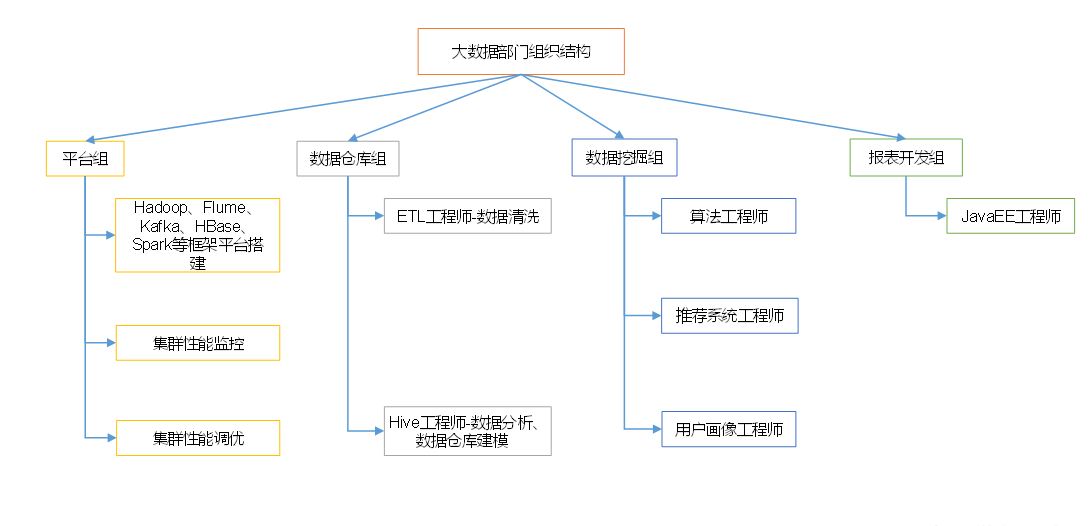 大数据部门组织结构
平台组
数据仓库组
数据挖掘组
报表开发组
Hadoop、Flume、
Kafka、HBase、
Spark等框架平台搭
建
ETL工程师-数据清洗
算法工程师
JavaEE工程师
集群性能监控
推荐系统工程师
集群性能调优
Hive工程师-数据分析、
数据仓库建模
用户画像工程师